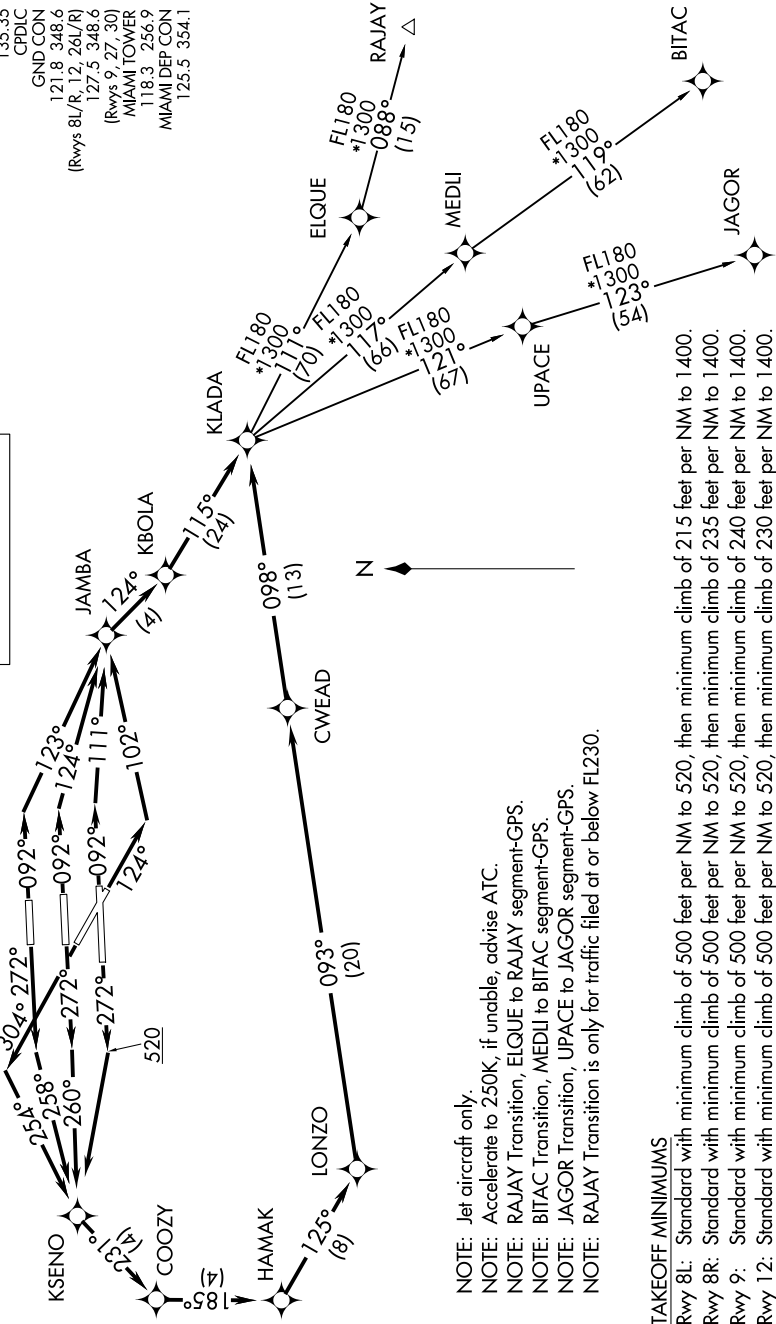 135.35
CPDLC
GND CON
121.8 348.6
(Rwys 8L/R, 12, 26L/R)
127.5 348.6
(Rwys 9, 27, 30)
MIAMI TOWER
118.3 256.9
MIAMI DEP CON
125.5 354.1
RAJAY
FL180
*1300
088°
(15)
ELQUE
BITAC
FL180
*1300
119°
(62)
MEDLI
JAGOR
FL180
*1300
123°
(54)
UPACE
FL180
*1300
111°
(70)
FL180
*1300
117°
(66)
FL180
*1300
121°
(67)
KLADA
115°
(24)
KBOLA
124°
(4)
JAMBA
123°
124°
111°
102°
092°
092°
092°
124°
304°
272°
272°
272°
254°
258°
260°
520
KSENO
231°
(4)
COOZY
185°
(4)
HAMAK
125°
(8)
LONZO
093°
(20)
CWEAD
098°
(13)
N
NOTE: Jet aircraft only.
NOTE: Accelerate to 250K, if unable, advise ATC.
NOTE: RAJAY Transition, ELQUE to RAJAY segment-GPS.
NOTE: BITAC Transition, MEDLI to BITAC segment-GPS.
NOTE: JAGOR Transition, UPACE to JAGOR segment-GPS.
NOTE: RAJAY Transition is only for traffic filed at or below FL230.
TAKEOFF MINIMUMS
Rwy 8L: Standard with minimum climb of 500 feet per NM to 520, then minimum climb of 215 feet per NM to 1400.
Rwy 8R: Standard with minimum climb of 500 feet per NM to 520, then minimum climb of 235 feet per NM to 1400.
Rwy 9: Standard with minimum climb of 500 feet per NM to 520, then minimum climb of 240 feet per NM to 1400.
Rwy 12: Standard with minimum climb of 500 feet per NM to 520, then minimum climb of 230 feet per NM to 1400.